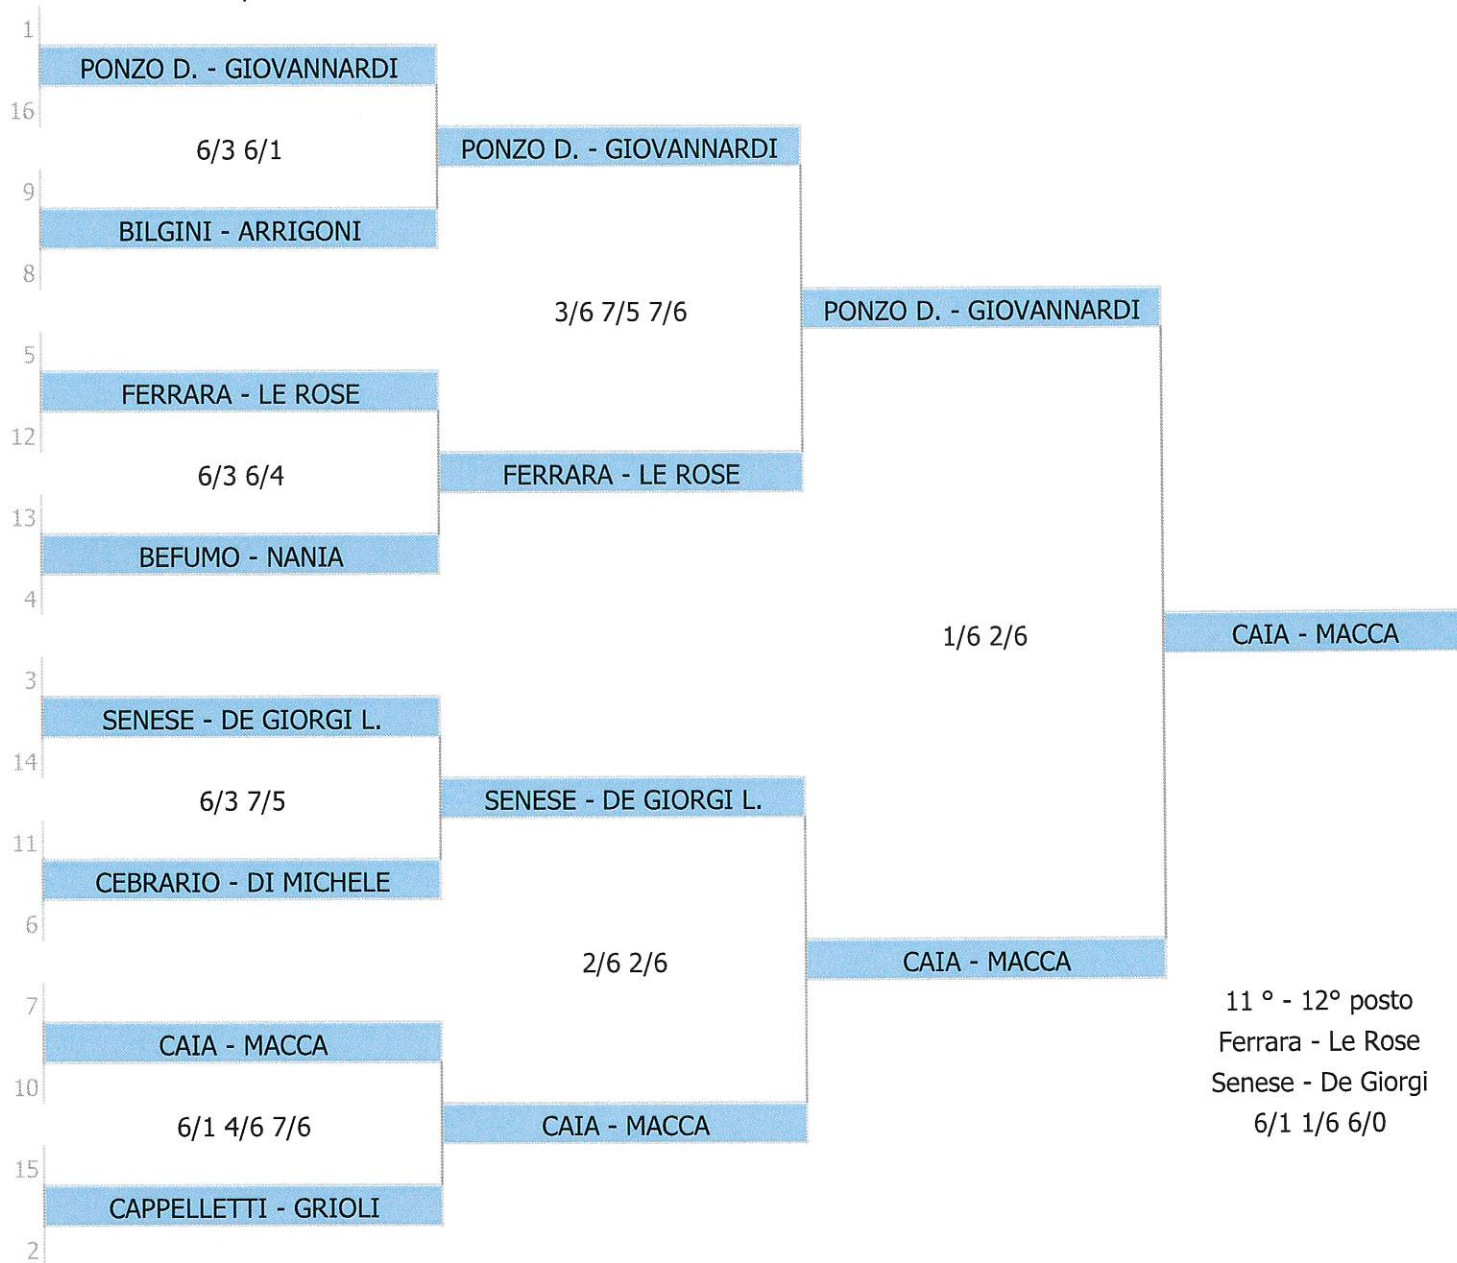 1
PONZO D. - GIOVANNARDI
16
6/3 6/1
PONZO D. - GIOVANNARDI
9
BILGINI - ARRIGONI
8
3/6 7/5 7/6
PONZO D. - GIOVANNARDI
5
FERRARA - LE ROSE
12
6/3 6/4
FERRARA - LE ROSE
13
BEFUMO - NANIA
4
1/6 2/6
CAIA - MACCA
3
SENESE - DE GIORGI L.
14
6/3 7/5
SENESE - DE GIORGI L.
11
CEBRARIO - DI MICHELE
6
2/6 2/6
CAIA - MACCA
7
CAIA - MACCA
10
6/1 4/6 7/6
CAIA - MACCA
15
CAPPELLETTI - GRIOLI
2
11 ° - 12° posto
Ferrara - Le Rose
Senese - De Giorgi
6/1 1/6 6/0